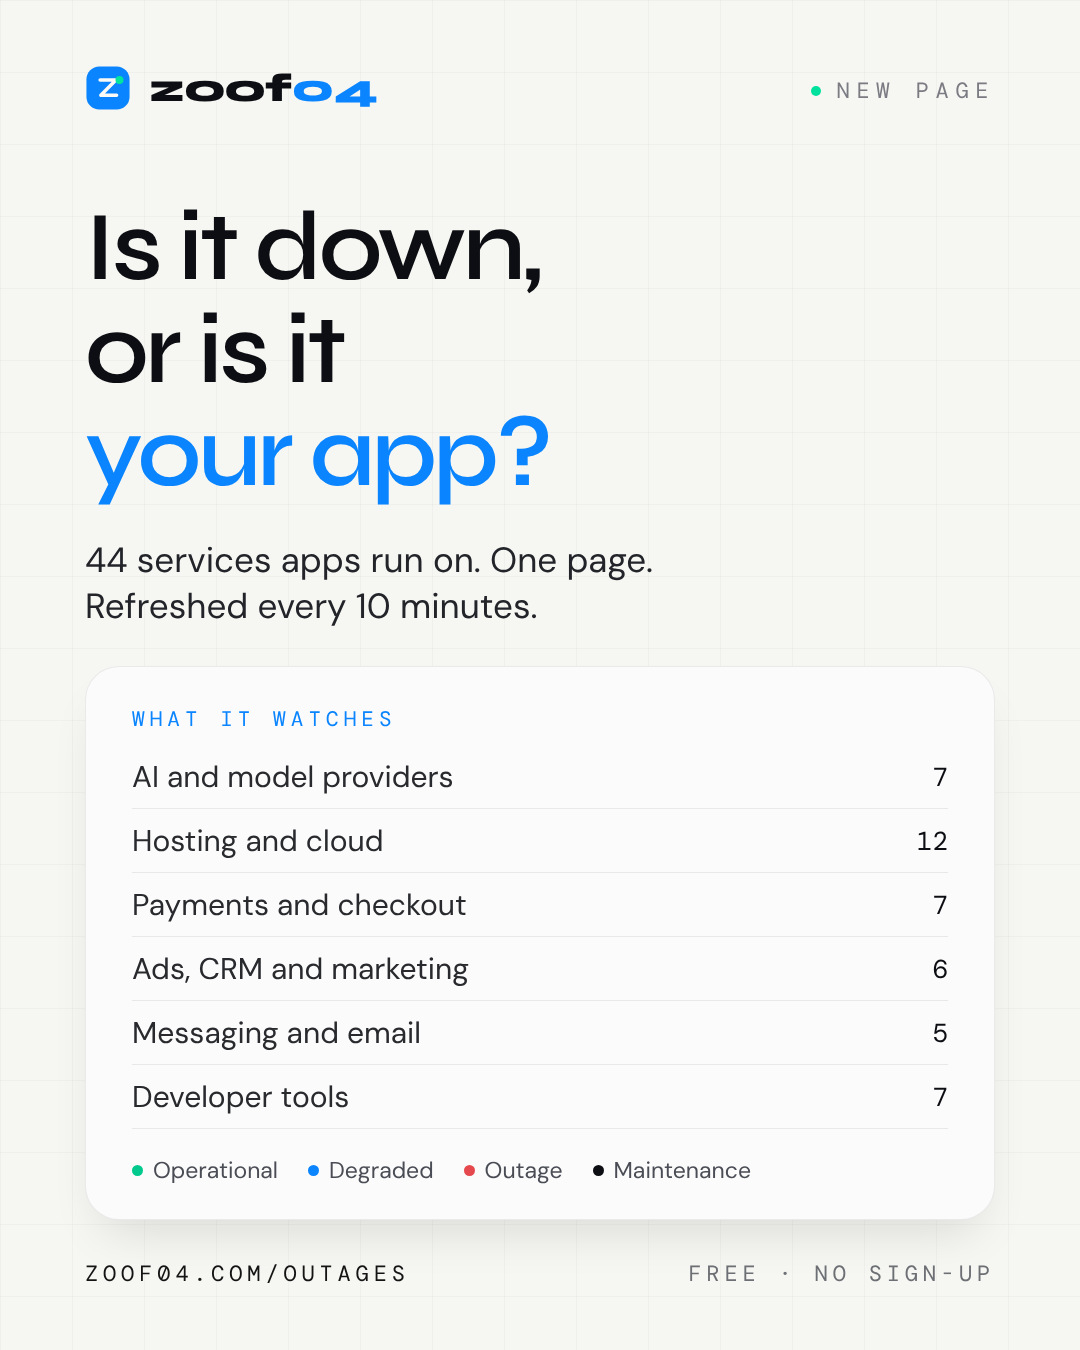 Z zoof04
NEW PAGE
Is it down,
or is it
your app?
44 services apps run on. One page.
Refreshed every 10 minutes.
WHAT IT WATCHES
AI and model providers 7
Hosting and cloud 12
Payments and checkout 7
Ads, CRM and marketing 6
Messaging and email 5
Developer tools 7
Operational Degraded Outage Maintenance
ZOOF04.COM/OUTAGES
FREE · NO SIGN-UP